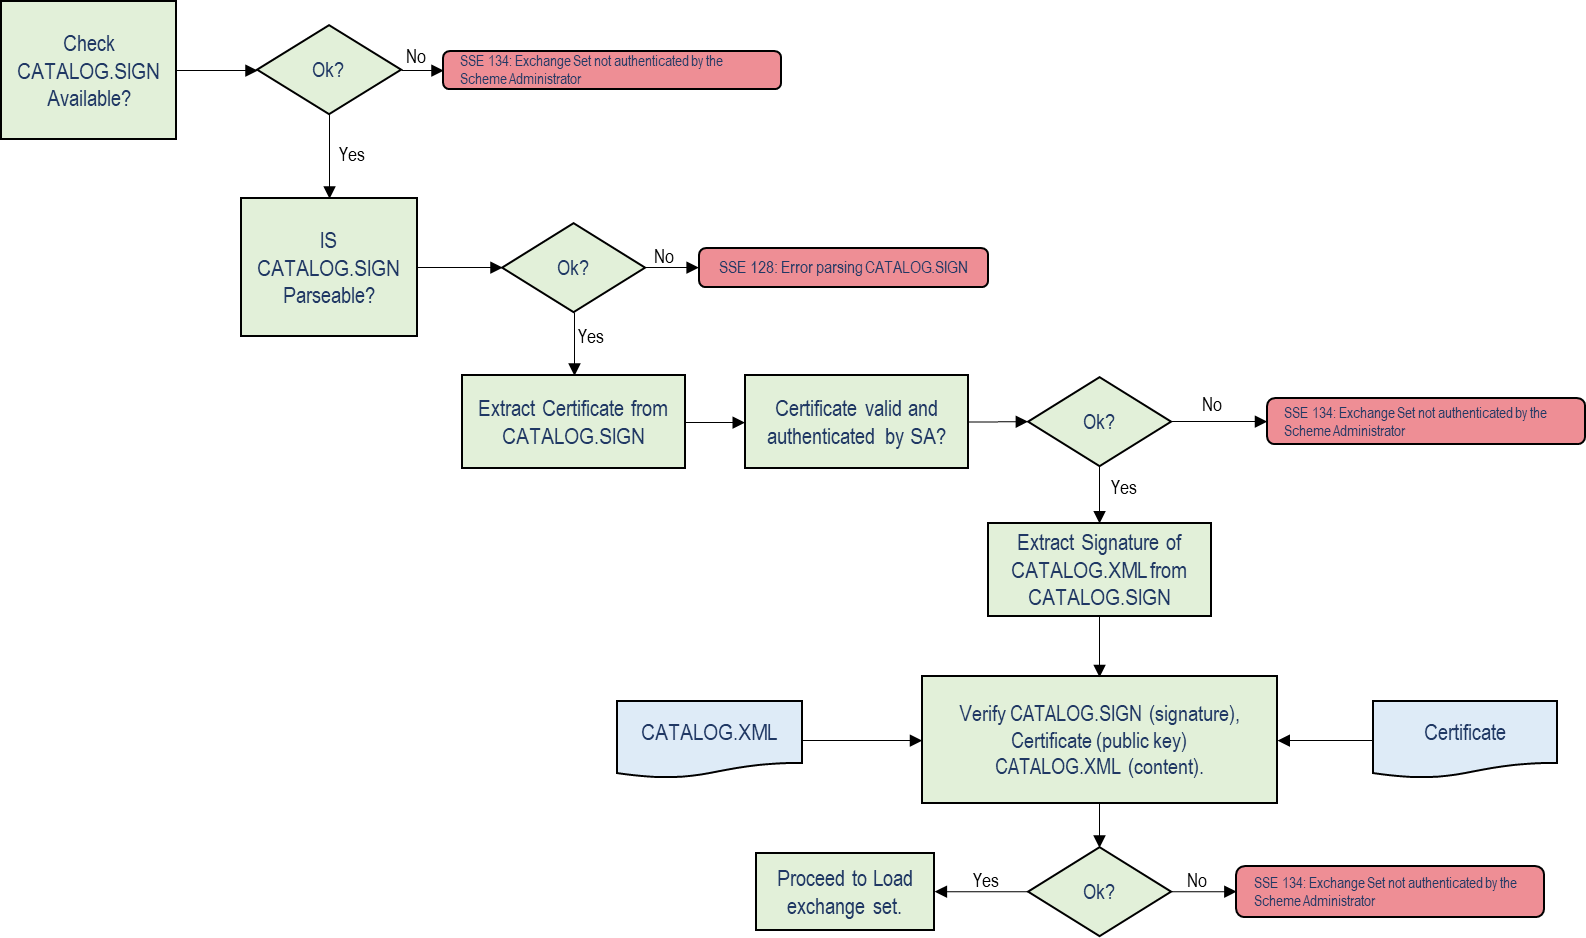 Check
CATALOG.SIGN
Available?
Ok?
No
SSE 134: Exchange Set not authenticated by the
Scheme Administrator
Yes
IS
CATALOG.SIGN
Parseable?
Ok?
No
SSE 128: Error parsing CATALOG.SIGN
Yes
Extract Certificate from
CATALOG.SIGN
Certificate valid and
authenticated by SA?
Ok?
No
SSE 134: Exchange Set not authenticated by the
Scheme Administrator
Yes
Extract Signature of
CATALOG.XML from
CATALOG.SIGN
CATALOG.XML
Verify CATALOG.SIGN (signature),
Certificate (public key)
CATALOG.XML (content).
Certificate
Proceed to Load
exchange set.
Yes
Ok?
No
SSE 134: Exchange Set not authenticated by the
Scheme Administrator